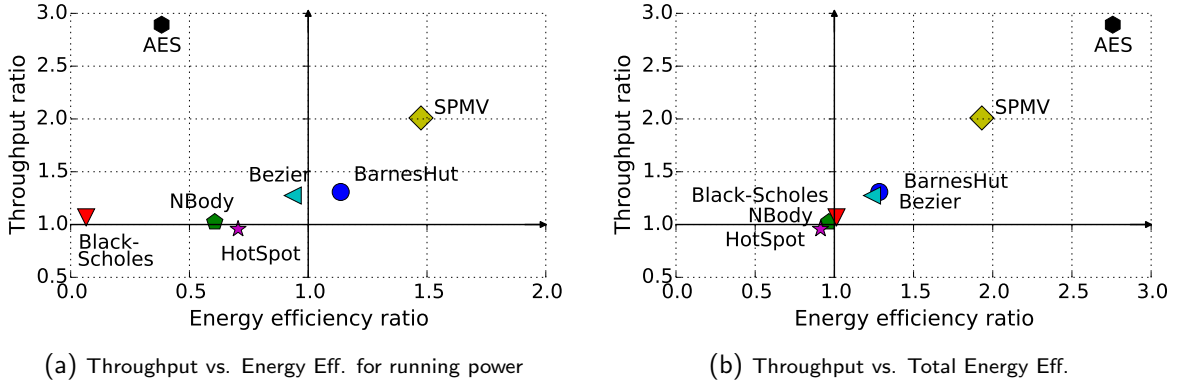 3.0
2.5
2.0
1.5
1.0
0.5
Throughput ratio
AES
SPMV
Bezier
BarnesHut
NBody
Black-
Scholes
HotSpot
0.0 0.5 1.0 1.5 2.0
Energy efficiency ratio
(a) Throughput vs. Energy Eff. for running power
3.0
2.5
2.0
1.5
1.0
0.5
Throughput ratio
AES
SPMV
BarnesHut
Black-Scholes
Bezier
NBody
HotSpot
0.0 0.5 1.0 1.5 2.0 2.5 3.0
Energy efficiency ratio
(b) Throughput vs. Total Energy Eff.